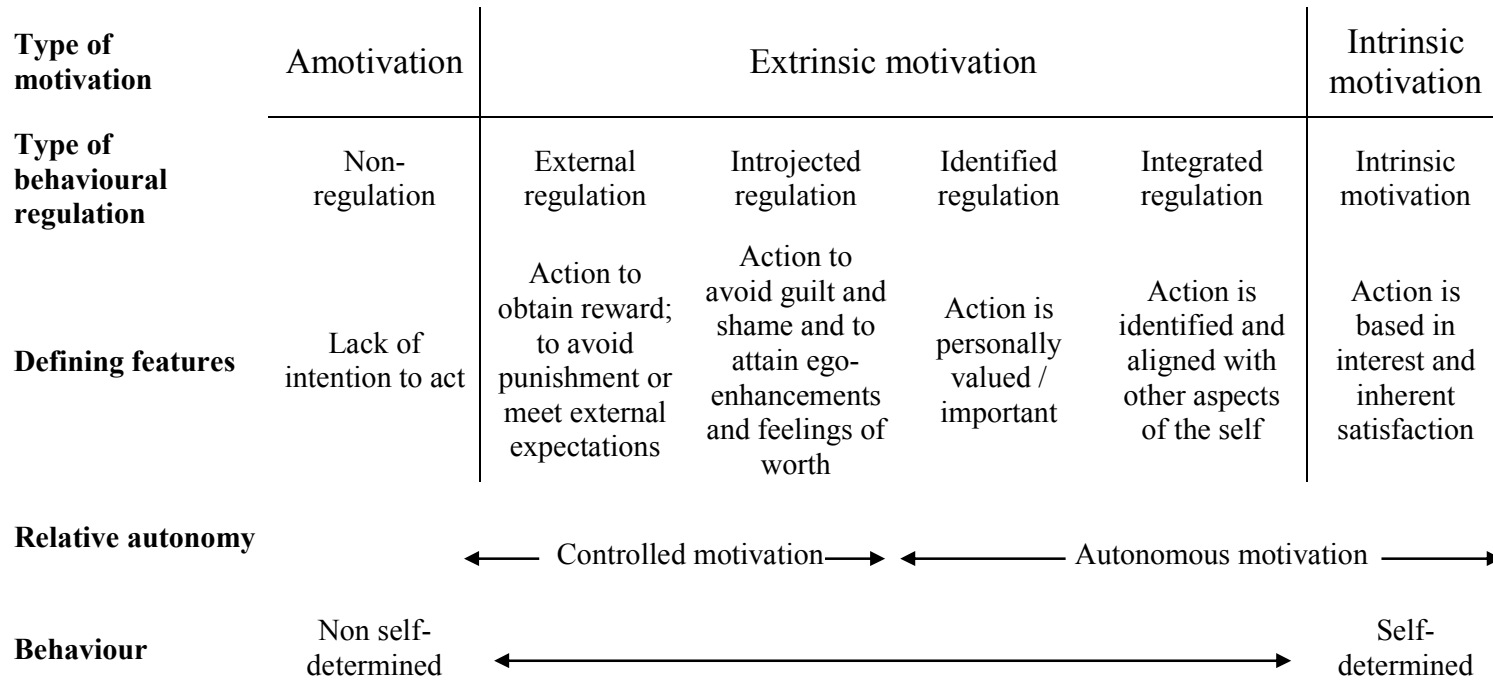 Type of
motivation
Amotivation
Extrinsic motivation
Intrinsic
motivation
Type of
behavioural
regulation
Non-
regulation
External
regulation
Introjected
regulation
Identified
regulation
Integrated
regulation
Intrinsic
motivation
Defining features
Lack of
intention to act
Action to
obtain reward;
to avoid
punishment or
meet external
expectations
Action to
avoid guilt and
shame and to
attain ego-
enhancements
and feelings of
worth
Action is
personally
valued /
important
Action is
identified and
aligned with
other aspects
of the self
Action is
based in
interest and
inherent
satisfaction
Relative autonomy
Controlled motivation
Autonomous motivation
Behaviour
Non self-
determined
Self-
determined